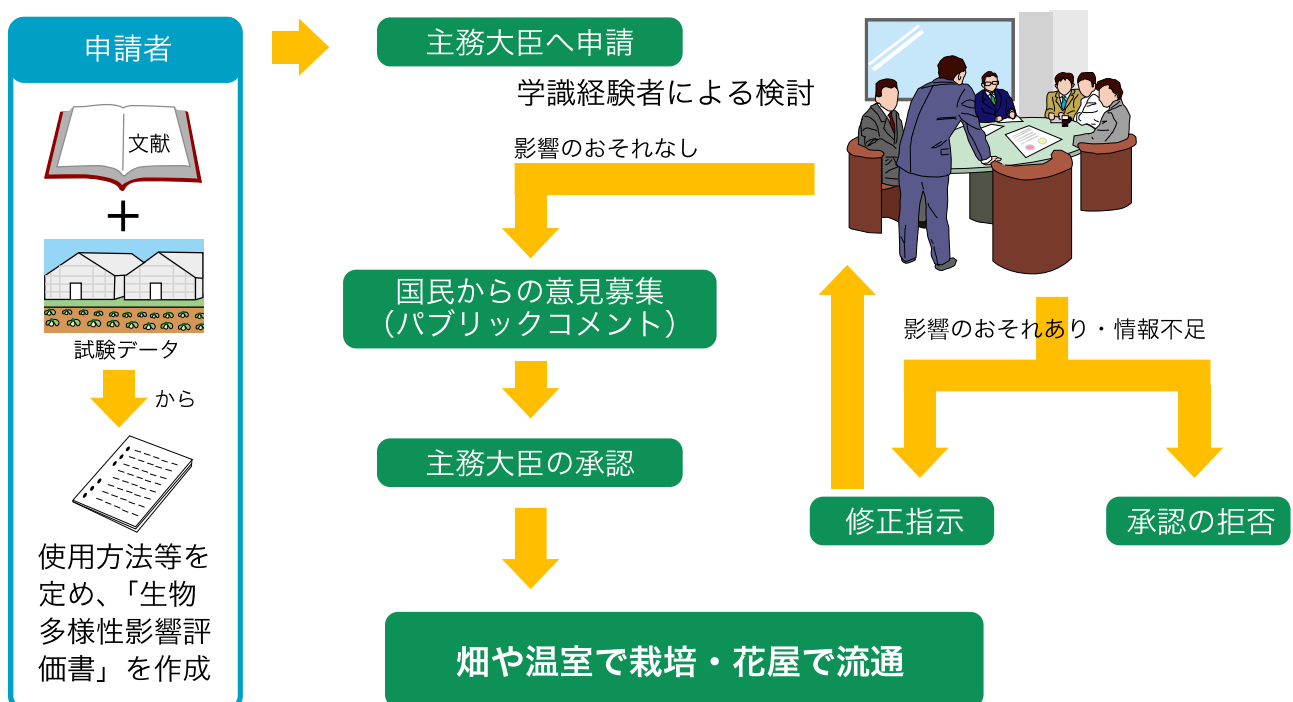 申請者
文献
＋
試験データ
から
使用方法等を
定め、「生物
多様性影響評
価書」を作成
主務大臣へ申請
学識経験者による検討
影響のおそれなし
国民からの意見募集
（パブリックコメント）
主務大臣の承認
畑や温室で栽培・花屋で流通
影響のおそれあり・情報不足
修正指示
承認の拒否